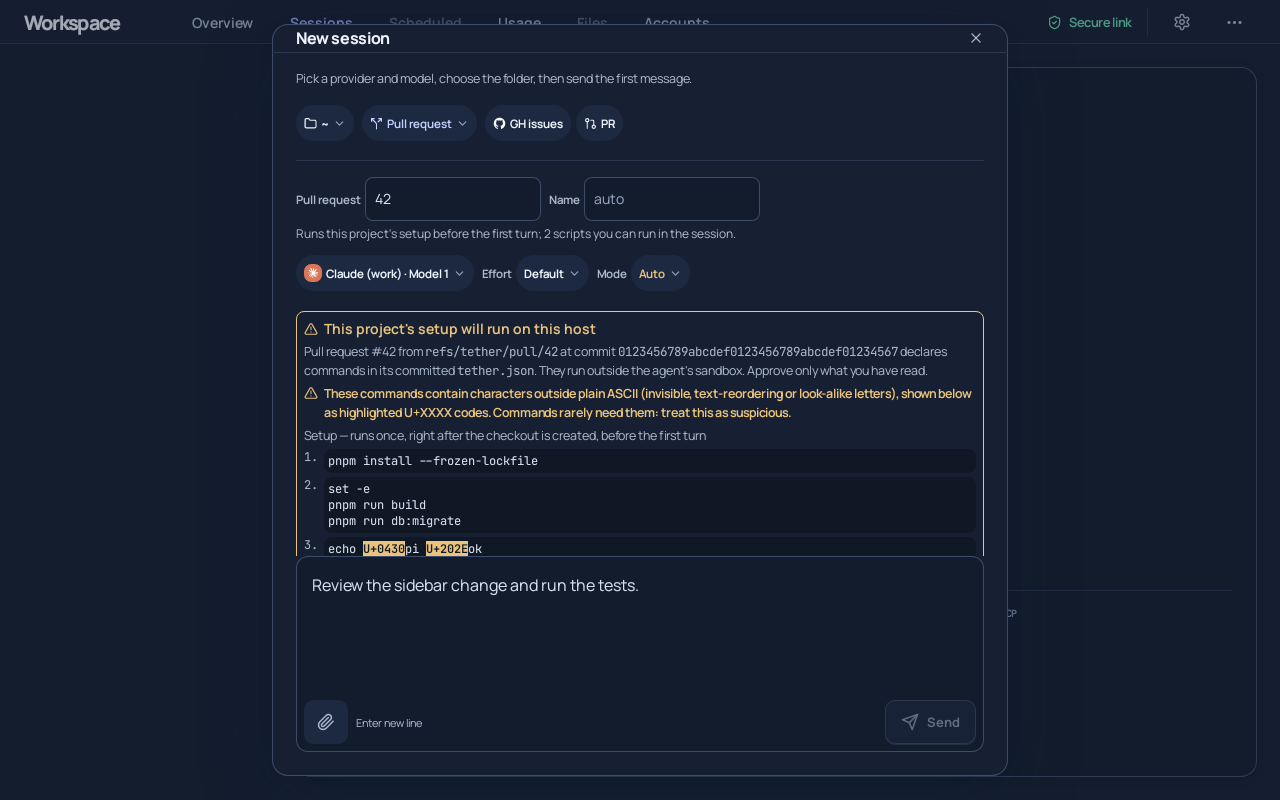 Workspace
Overview
Sessions
Scheduled
Usage
Files
Accounts
Secure link
New session
Pick a provider and model, choose the folder, then send the first message.
~
Pull request
GH issues
PR
Pull request
42
Name
auto
Runs this project's setup before the first turn; 2 scripts you can run in the session.
Claude (work) · Model 1
Effort
Default
Mode
Auto
This project's setup will run on this host
Pull request #42 from refs/tether/pull/42 at commit 0123456789abcdef0123456789abcdef01234567 declares
commands in its committed tether.json. They run outside the agent's sandbox. Approve only what you have read.
These commands contain characters outside plain ASCII (invisible, text-reordering or look-alike letters), shown below
as highlighted U+XXXX codes. Commands rarely need them: treat this as suspicious.
Setup — runs once, right after the checkout is created, before the first turn
1. pnpm install --frozen-lockfile
2. set -e
pnpm run build
pnpm run db:migrate
3. echo U+0430pi U+202Eok
Review the sidebar change and run the tests.
Enter new line
Send